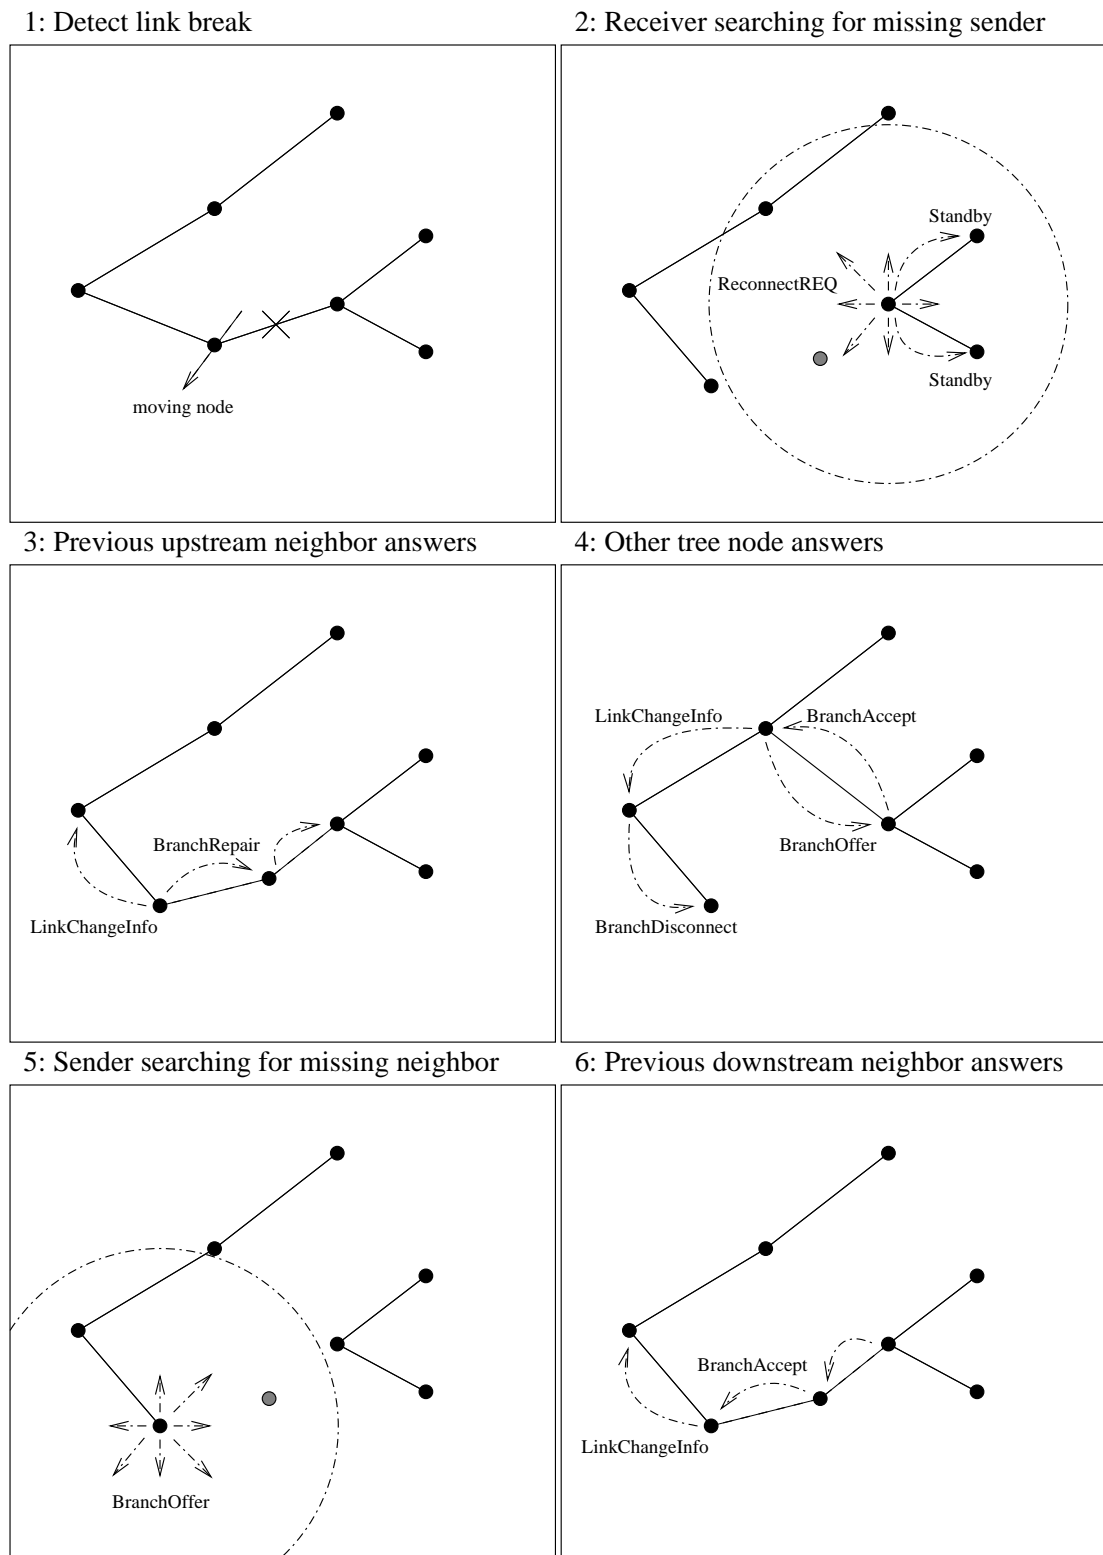 1: Detect link break
2: Receiver searching for missing sender
moving node
Standby
ReconnectREQ
Standby
3: Previous upstream neighbor answers
4: Other tree node answers
BranchRepair
LinkChangeInfo
LinkChangeInfo
BranchAccept
BranchOffer
BranchDisconnect
5: Sender searching for missing neighbor
6: Previous downstream neighbor answers
BranchOffer
BranchAccept
LinkChangeInfo